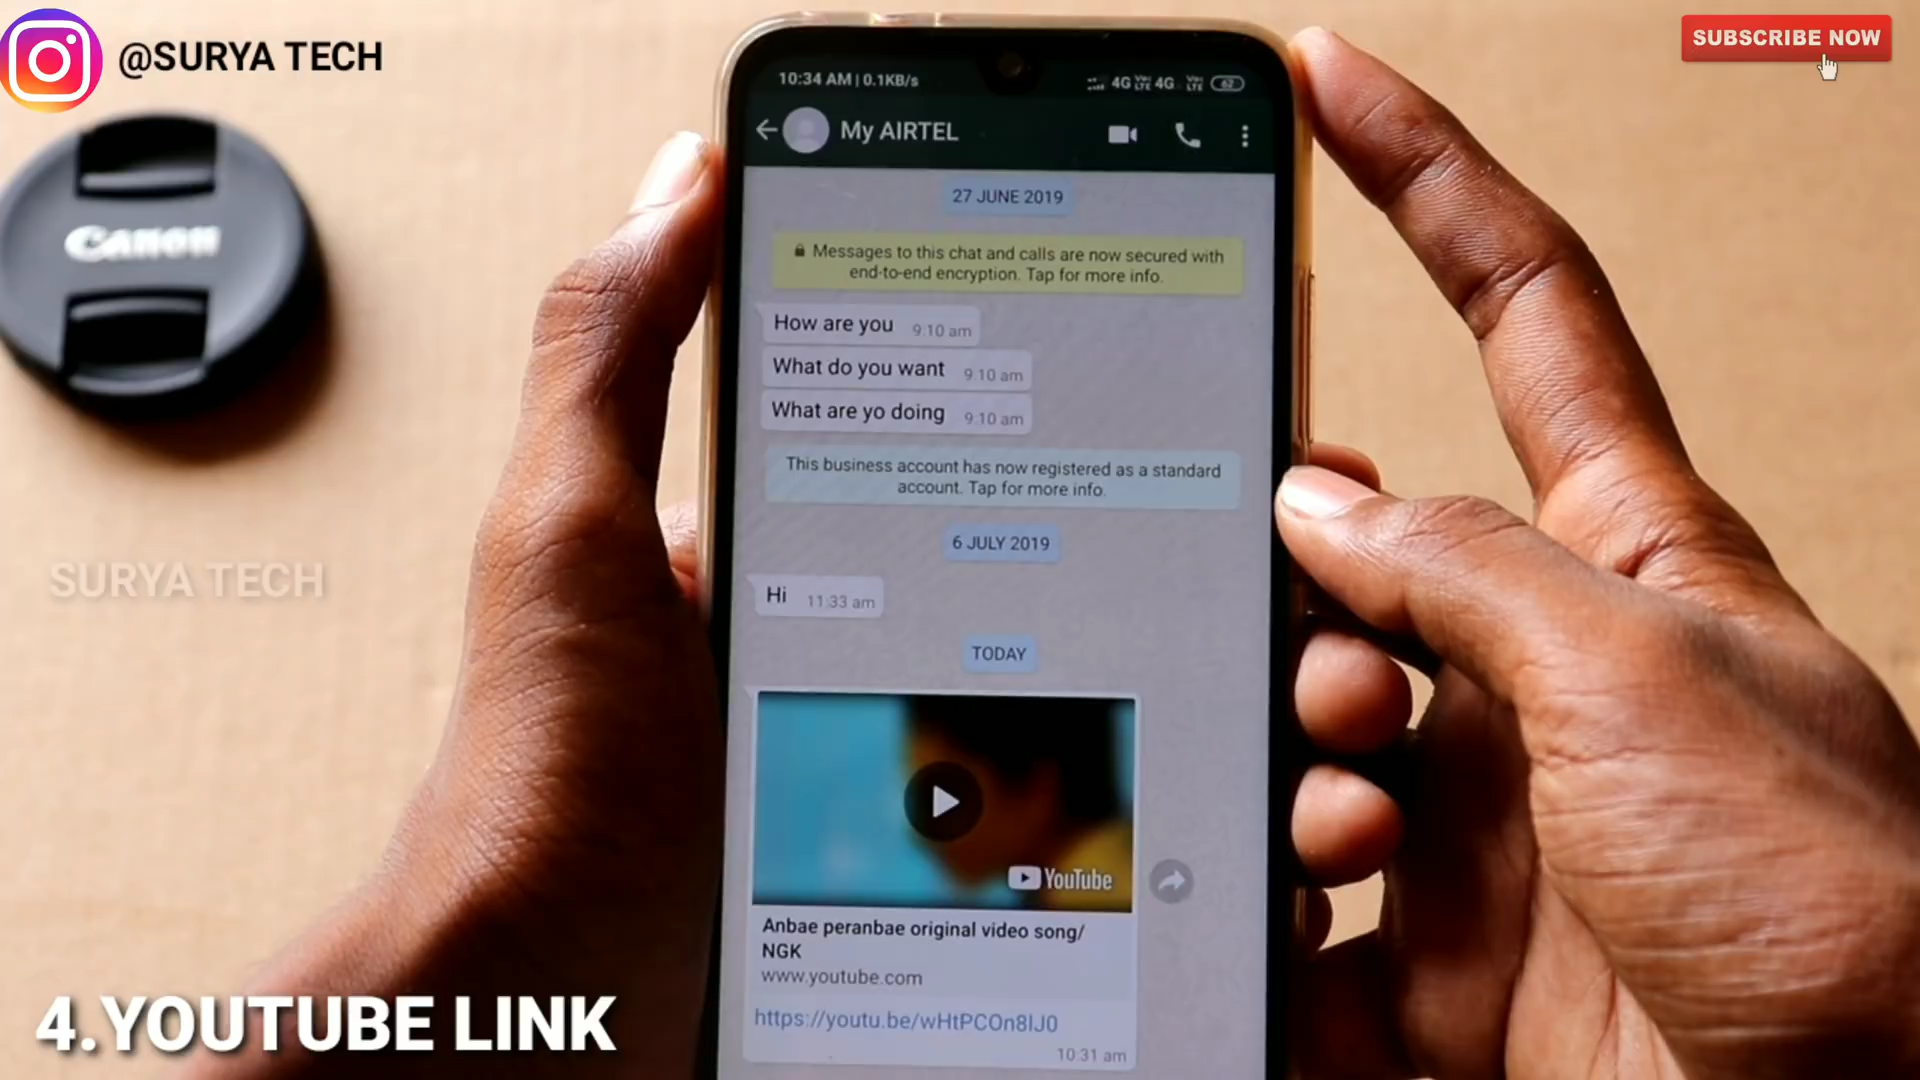 @SURYA TECH
SUBSCRIBE NOW
10:34 AM | 0.1KB/s
4G VoLTE 4G VoLTE 62
My AIRTEL
27 JUNE 2019
Messages to this chat and calls are now secured with
end-to-end encryption. Tap for more info.
How are you 9:10 am
What do you want 9:10 am
What are yo doing 9:10 am
This business account has now registered as a standard
account. Tap for more info.
6 JULY 2019
Hi 11:33 am
TODAY
YouTube
Anbae peranbae original video song/
NGK
www.youtube.com
https://youtu.be/wHtPCOn8IJ0
10:31 am
Canon
SURYA TECH
4.YOUTUBE LINK